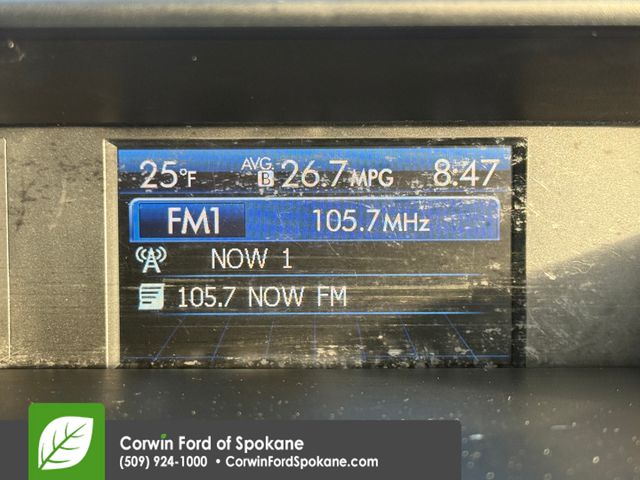 25°F AVG. B 26.7 MPG 8:47
FM1 105.7 MHz
NOW 1
105.7 NOW FM
Corwin Ford of Spokane
(509) 924-1000 • CorwinFordSpokane.com